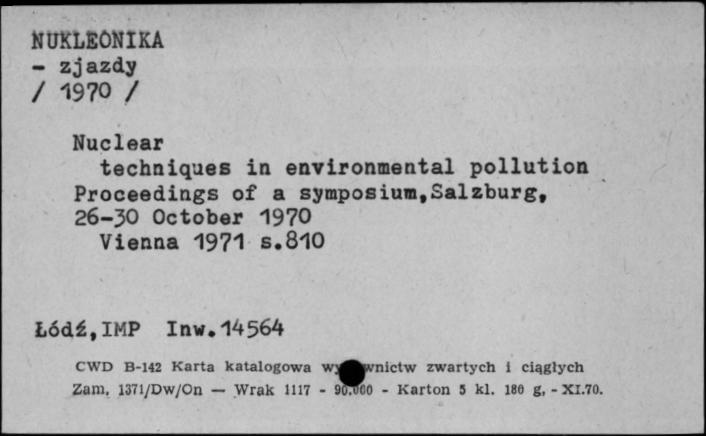 NUKLEONIKA
- zjazdy
/ 1970 /
Nuclear
techniques in environmental pollution
Proceedings of a symposium,Salzburg,
26-30 October 1970
Vienna 1971 s.810
Łódź,IMP Inw.14564
CWD B-142 Karta katalogowa zwartych i ciągłych
Zam. 1371/Dw/On — Wrak 1117 - 90.000 - Karton 5 kl. 180 g. - XI.70.